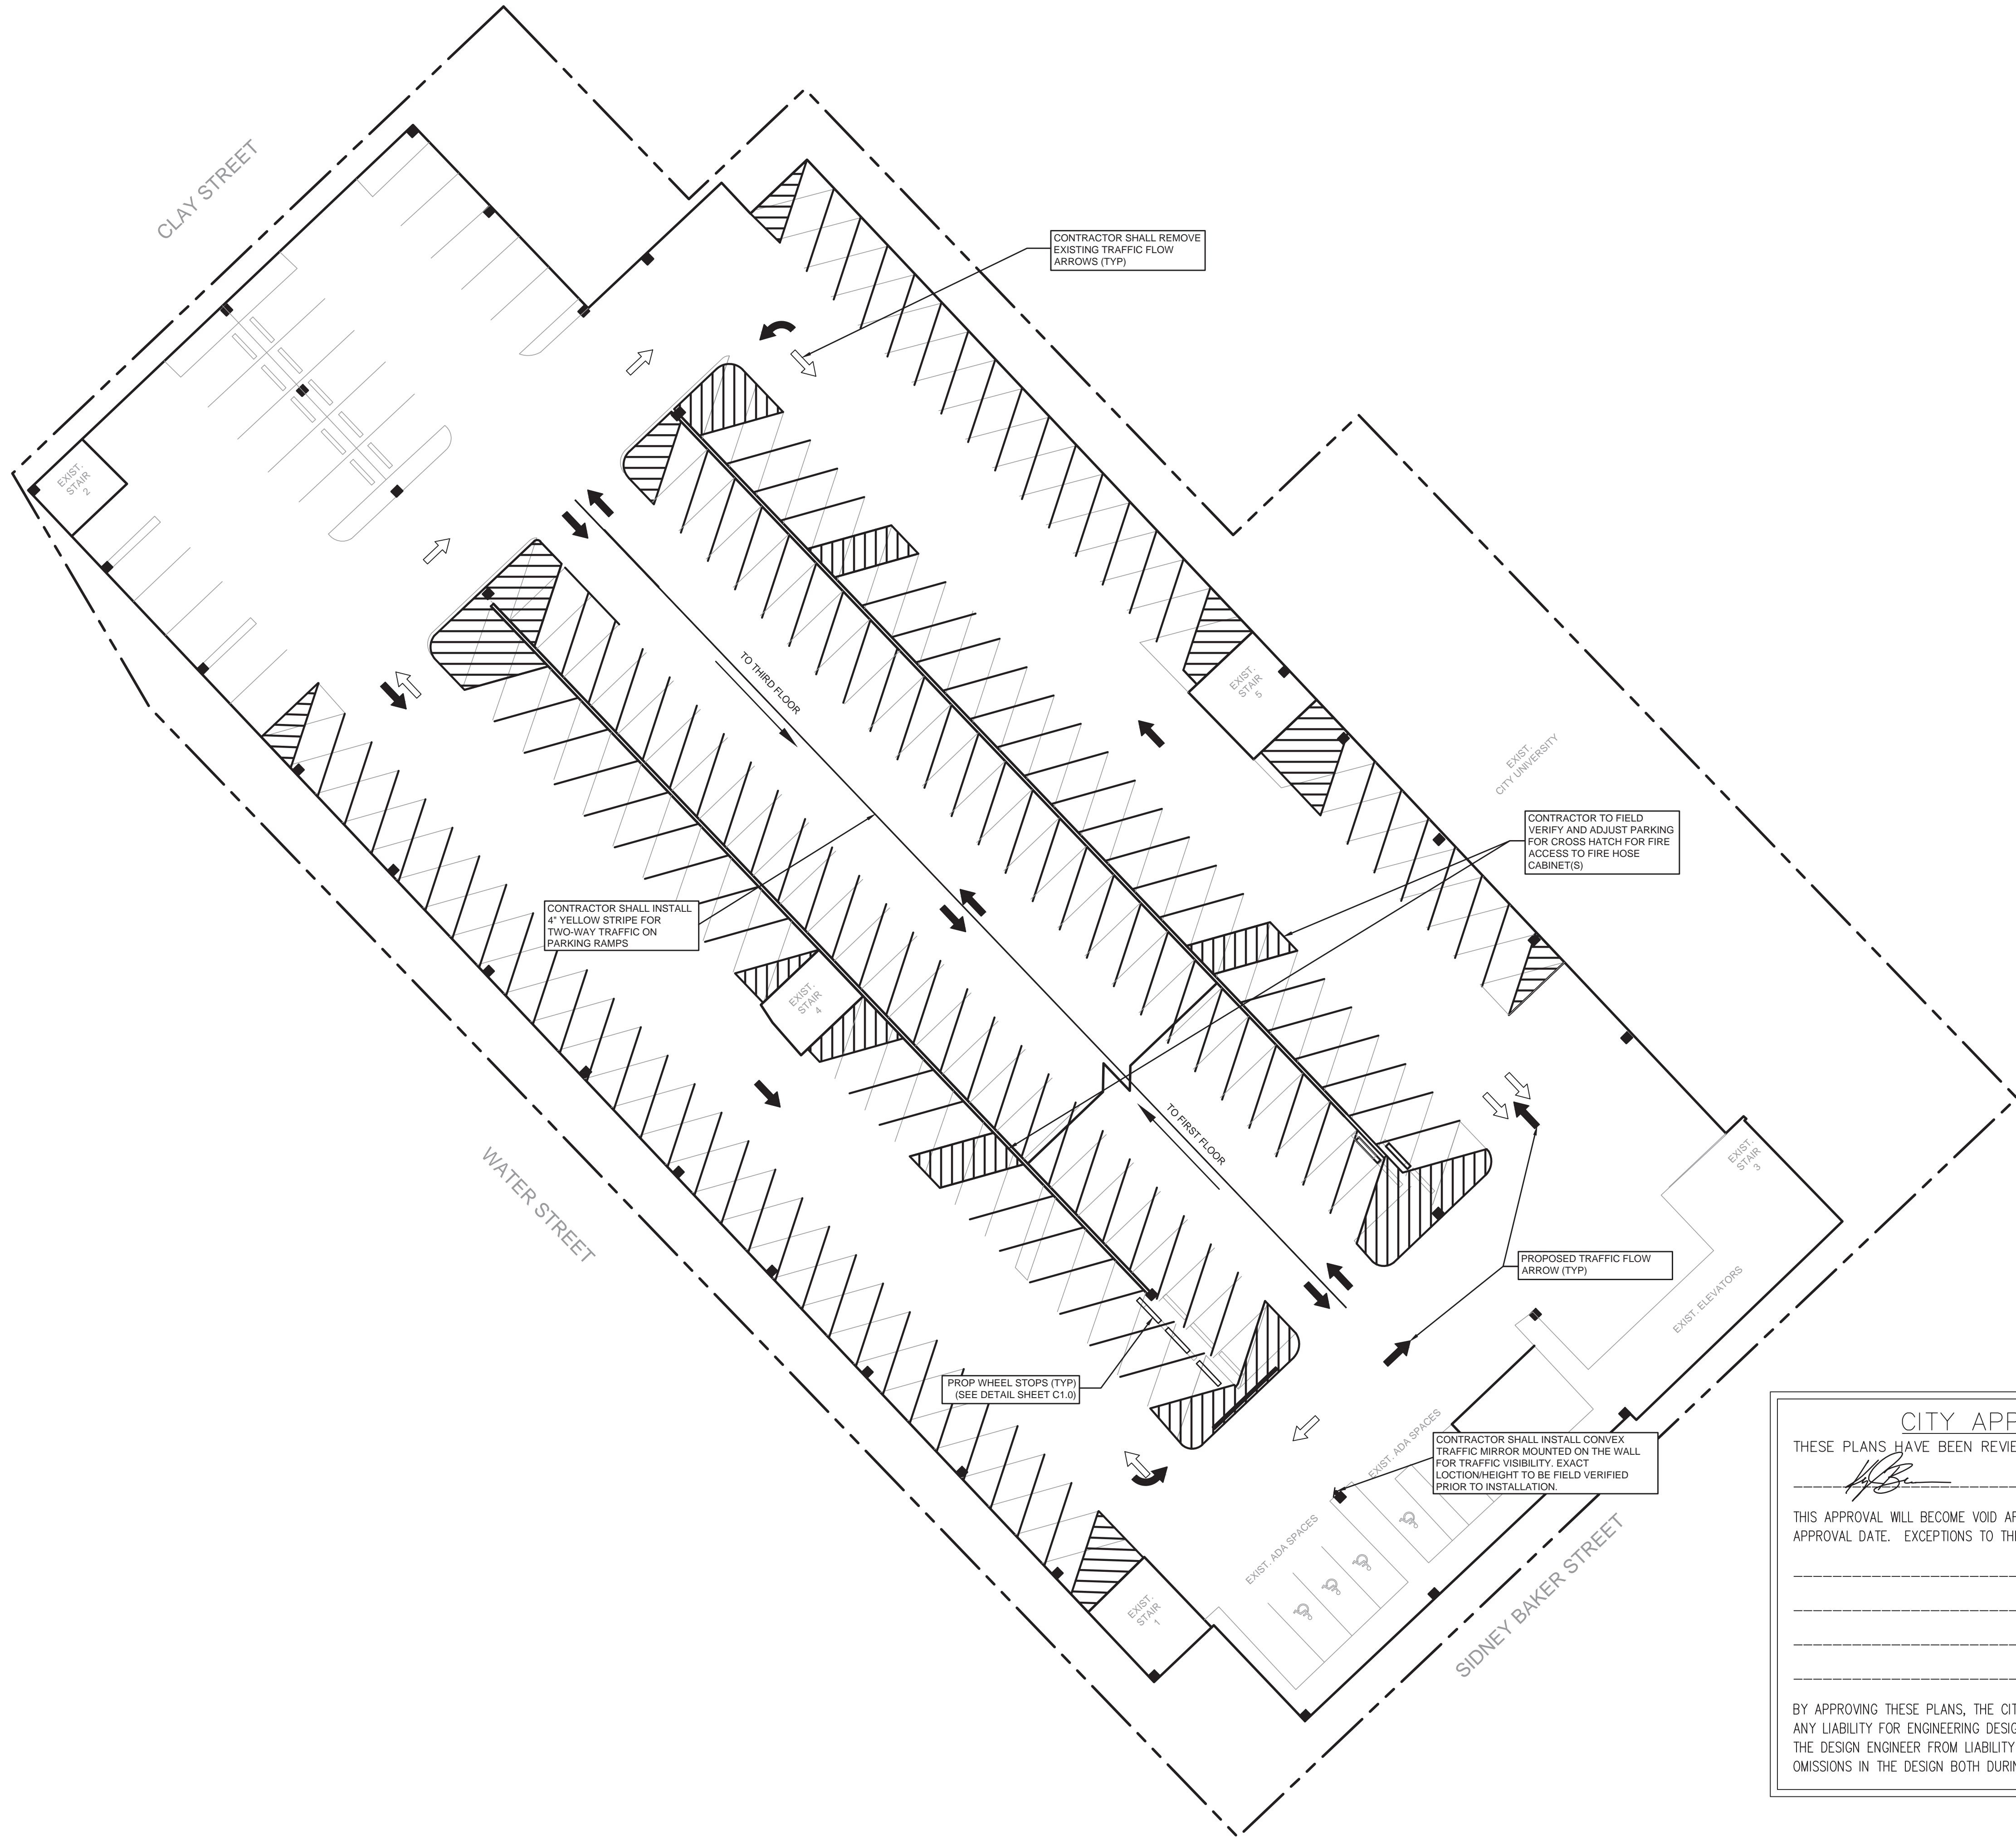 CLAY STREET
CONTRACTOR SHALL REMOVE
EXISTING TRAFFIC FLOW
ARROWS (TYP)
EXIST.
STAIR
2
TO THIRD FLOOR
EXIST.
STAIR
5
EXIST.
CITY UNIVERSITY
CONTRACTOR TO FIELD
VERIFY AND ADJUST PARKING
FOR CROSS HATCH FOR FIRE
ACCESS TO FIRE HOSE
CABINET(S)
CONTRACTOR SHALL INSTALL
4" YELLOW STRIPE FOR
TWO-WAY TRAFFIC ON
PARKING RAMPS
EXIST.
STAIR
4
TO FIRST FLOOR
EXIST.
STAIR
3
WATER STREET
PROPOSED TRAFFIC FLOW
ARROW (TYP)
EXIST. ELEVATORS
PROP WHEEL STOPS (TYP)
(SEE DETAIL SHEET C1.0)
EXIST. ADA SPACES
CONTRACTOR SHALL INSTALL CONVEX
TRAFFIC MIRROR MOUNTED ON THE WALL
FOR TRAFFIC VISIBILITY. EXACT
LOCTION/HEIGHT TO BE FIELD VERIFIED
PRIOR TO INSTALLATION.
EXIST. ADA SPACES
EXIST.
STAIR
1
SIDNEY BAKER STREET
CITY APP
THESE PLANS HAVE BEEN REVIE
THIS APPROVAL WILL BECOME VOID AF
APPROVAL DATE. EXCEPTIONS TO THI
BY APPROVING THESE PLANS, THE CIT
ANY LIABILITY FOR ENGINEERING DESIG
THE DESIGN ENGINEER FROM LIABILITY
OMISSIONS IN THE DESIGN BOTH DURIN